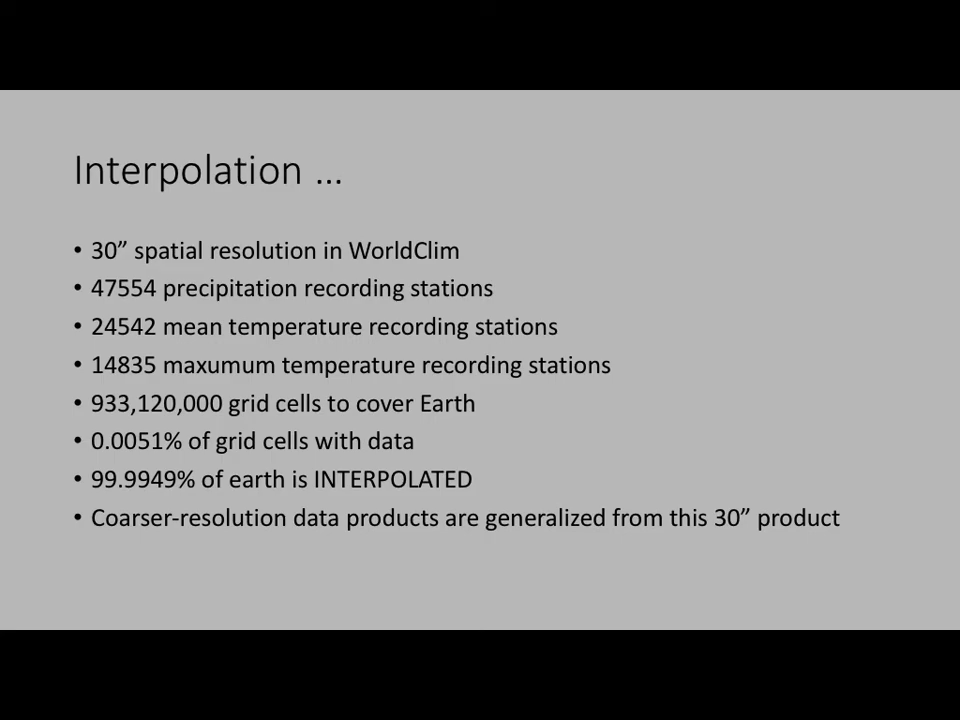 Interpolation …
• 30” spatial resolution in WorldClim
• 47554 precipitation recording stations
• 24542 mean temperature recording stations
• 14835 maxumum temperature recording stations
• 933,120,000 grid cells to cover Earth
• 0.0051% of grid cells with data
• 99.9949% of earth is INTERPOLATED
• Coarser-resolution data products are generalized from this 30” product